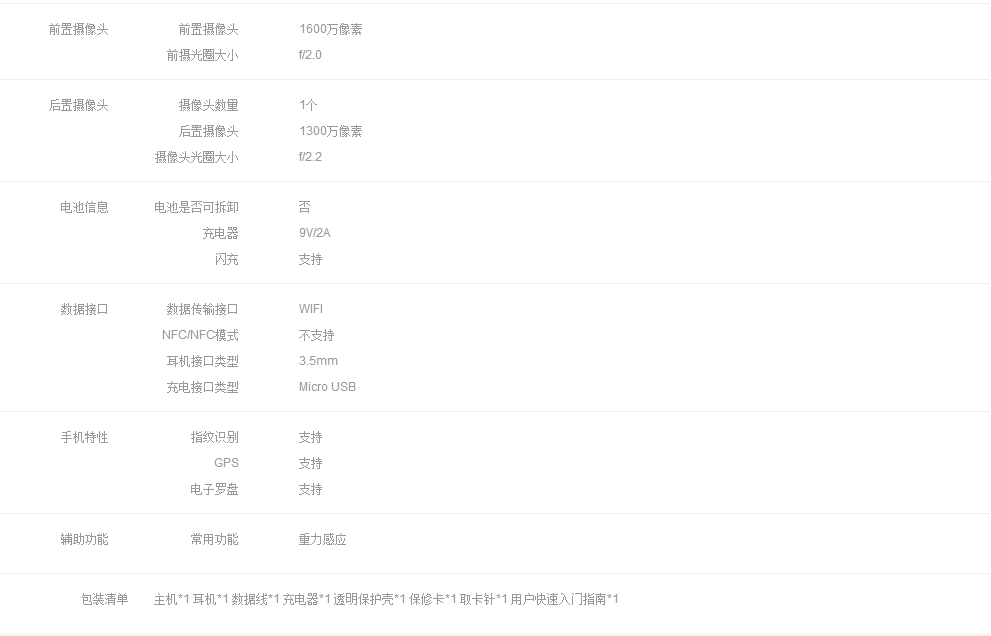 前置摄像头 前置摄像头 1600万像素
前摄光圈大小 f/2.0
后置摄像头 摄像头数量 1个
后置摄像头 1300万像素
摄像头光圈大小 f/2.2
电池信息 电池是否可拆卸 否
充电器 9V/2A
闪充 支持
数据接口 数据传输接口 WIFI
NFC/NFC模式 不支持
耳机接口类型 3.5mm
充电接口类型 Micro USB
手机特性 指纹识别 支持
GPS 支持
电子罗盘 支持
辅助功能 常用功能 重力感应
包装清单 主机*1 耳机*1 数据线*1 充电器*1 透明保护壳*1 保修卡*1 取卡针*1 用户快速入门指南*1